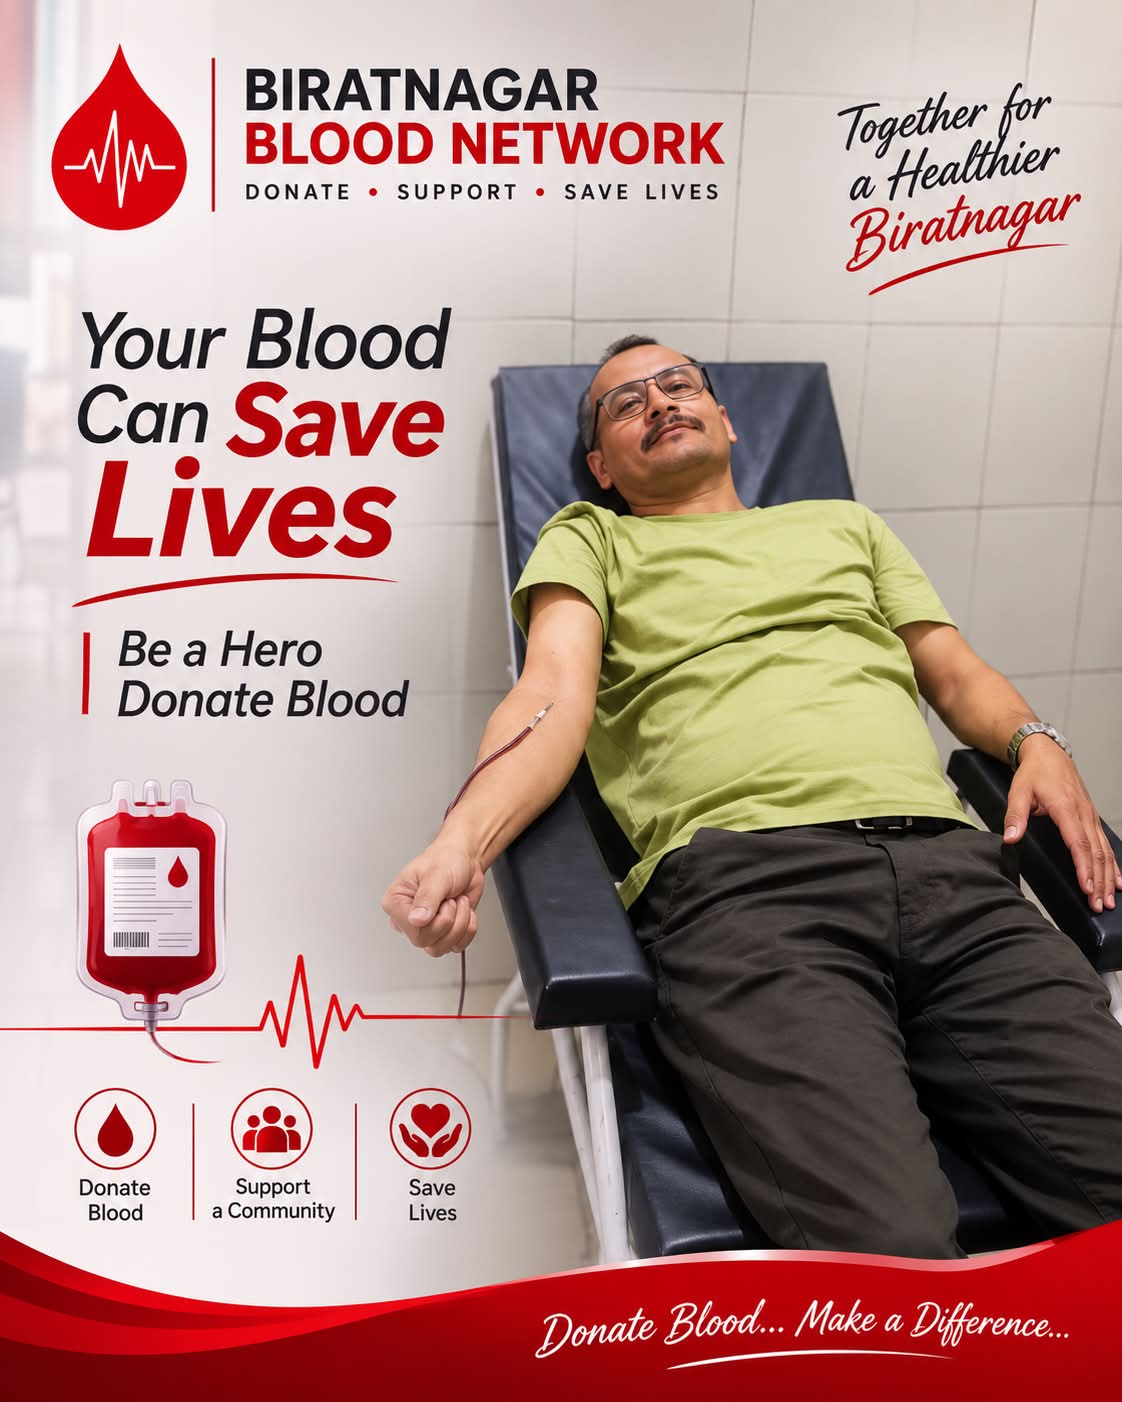 BIRATNAGAR
BLOOD NETWORK
DONATE • SUPPORT • SAVE LIVES
Together for
a Healthier
Biratnagar
Your Blood
Can Save
Lives
Be a Hero
Donate Blood
Donate
Blood
Support
a Community
Save
Lives
Donate Blood... Make a Difference...